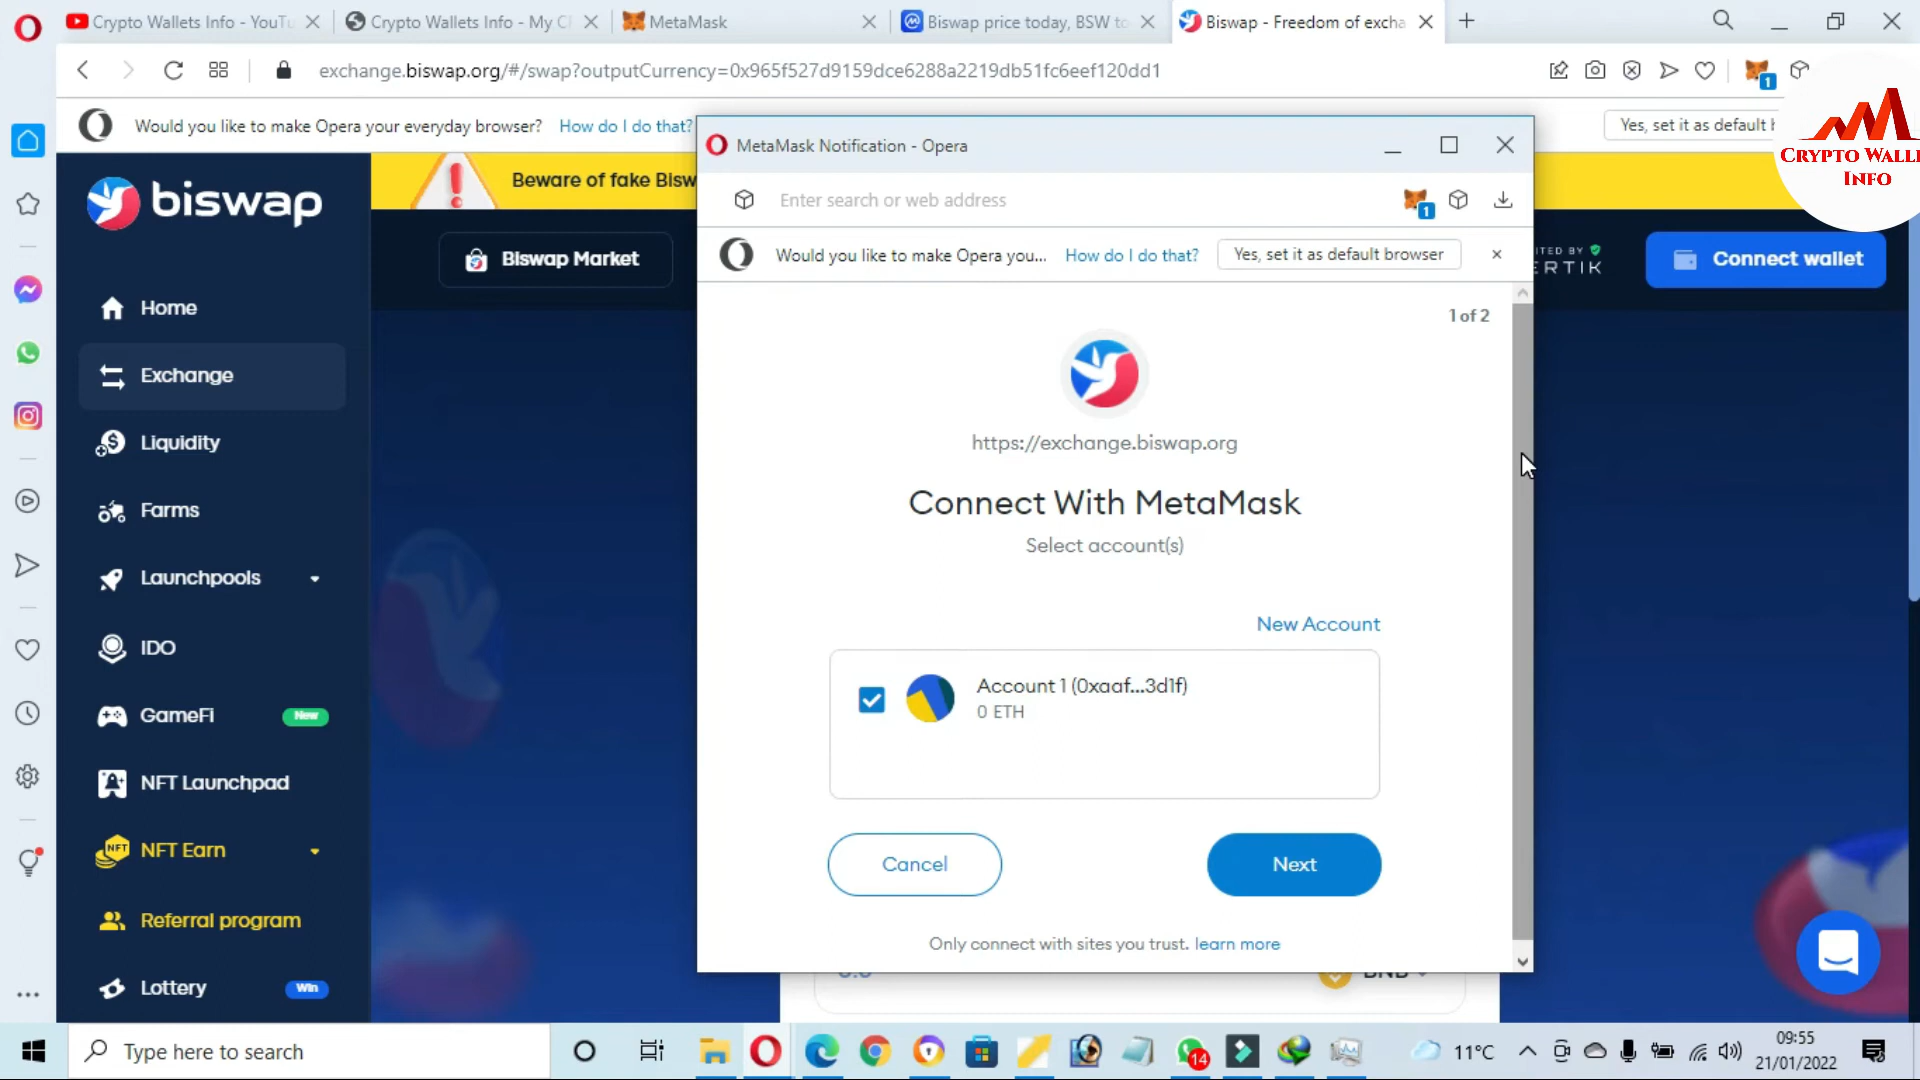 Crypto Wallets Info - YouTu
Crypto Wallets Info - My Cl
MetaMask
Biswap price today, BSW to
Biswap - Freedom of excha
exchange.biswap.org/#/swap?outputCurrency=0x965f527d9159dce6288a2219db51fc6eef120dd1
1
Would you like to make Opera your everyday browser? How do I do that?
Yes, set it as default b
CRYPTO WALLE
INFO
biswap
Beware of fake Bisw
Biswap Market
ERTIK
Connect wallet
Home
Exchange
Liquidity
Farms
Launchpools
IDO
GameFi
New
NFT Launchpad
NFT Earn
Referral program
Lottery
Win
MetaMask Notification - Opera
Enter search or web address
1
Would you like to make Opera you... How do I do that? Yes, set it as default browser
1 of 2
https://exchange.biswap.org
Connect With MetaMask
Select account(s)
New Account
Account 1 (0xaaf...3d1f)
0 ETH
Cancel
Next
Only connect with sites you trust. learn more
BNB
Type here to search
14
11°C
09:55
21/01/2022